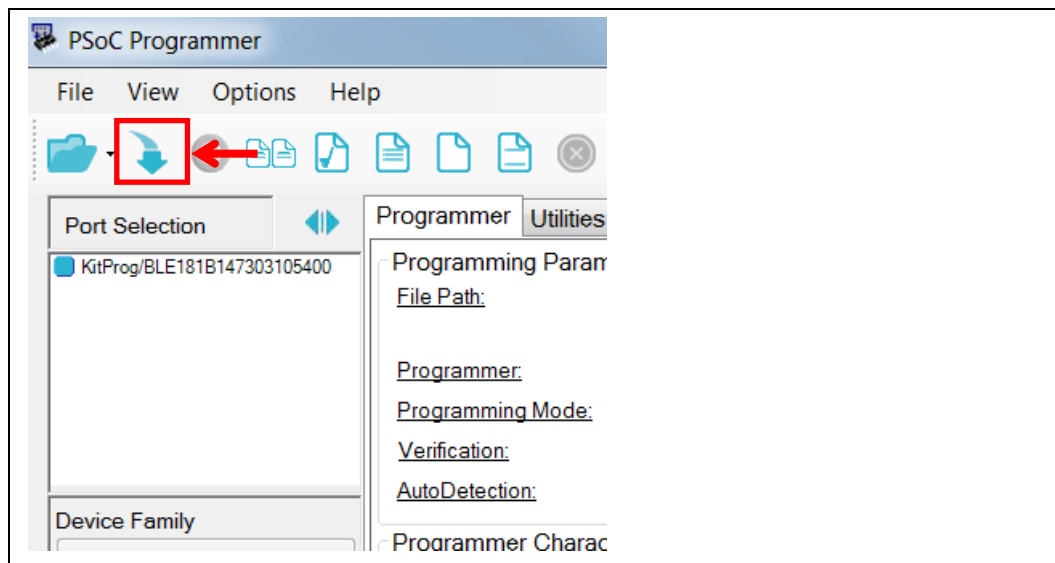 PSoC Programmer
File View Options Help
Port Selection
KitProg/BLE181B147303105400
Device Family
Programmer Utilities
Programming Param
File Path:
Programmer:
Programming Mode:
Verification:
AutoDetection:
Programmer Charac